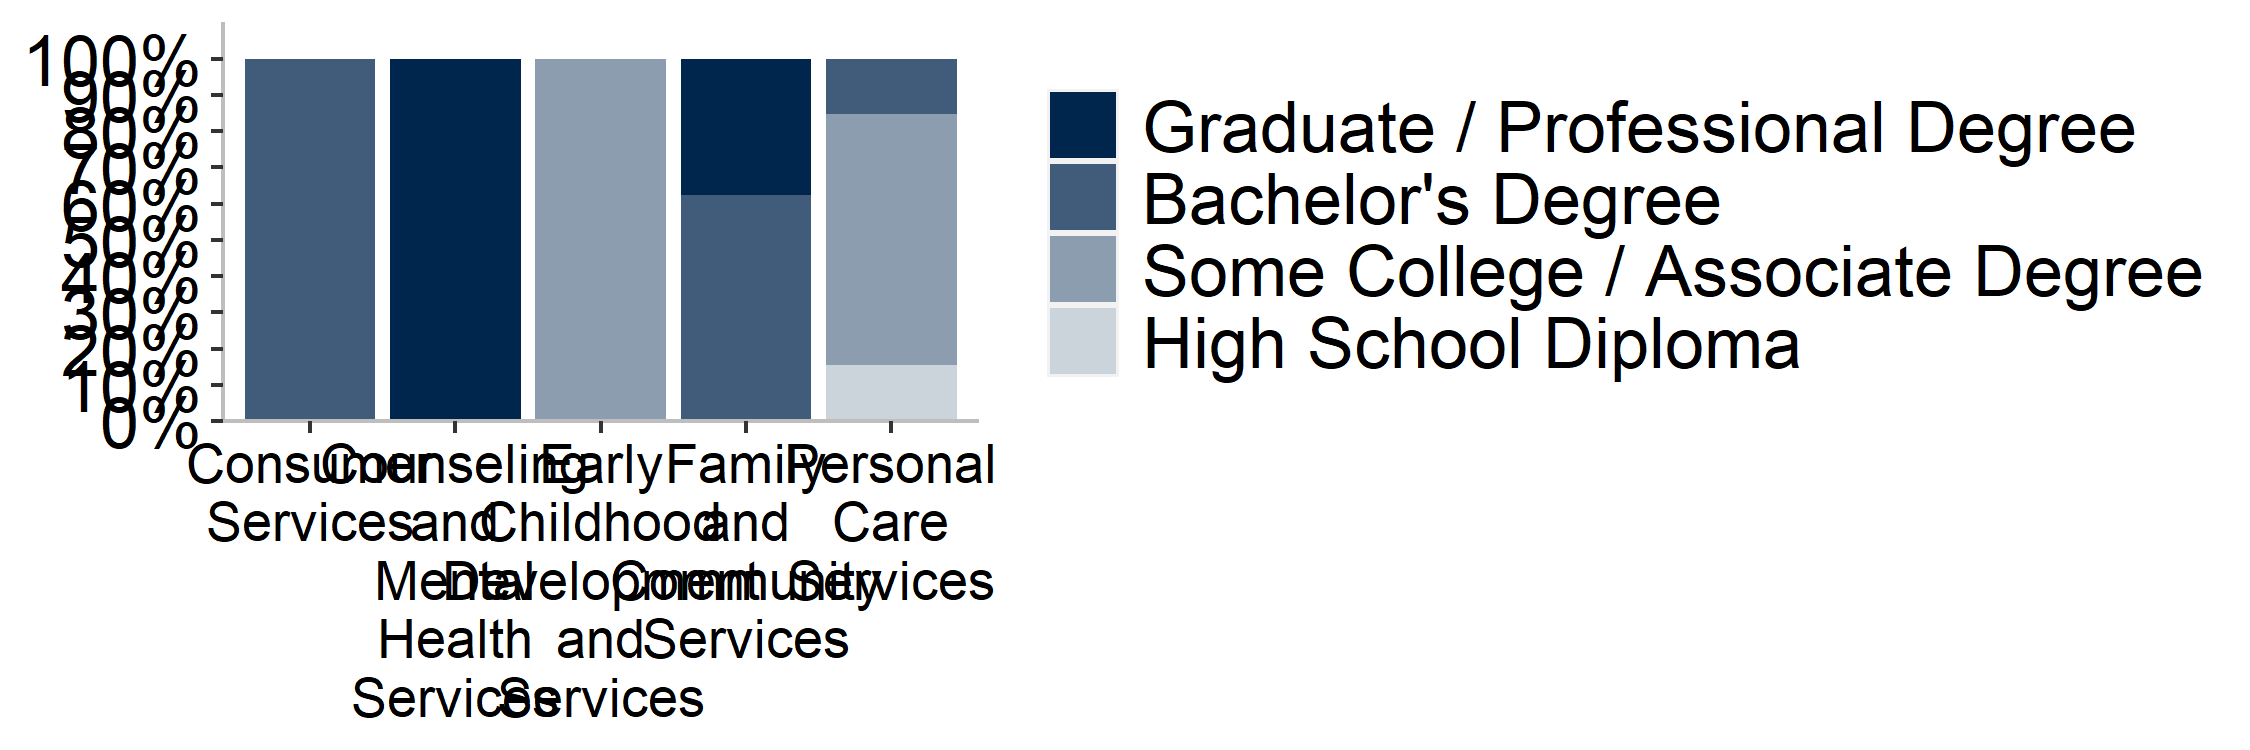 100%
90%
80%
70%
60%
50%
40%
30%
20%
10%
0%
Consumer
Services
Counseling
and
Mental
Health
Services
Early
Childhood
Development
and
Services
Family
and
Community
Services
Personal
Care
Services
Graduate / Professional Degree
Bachelor's Degree
Some College / Associate Degree
High School Diploma